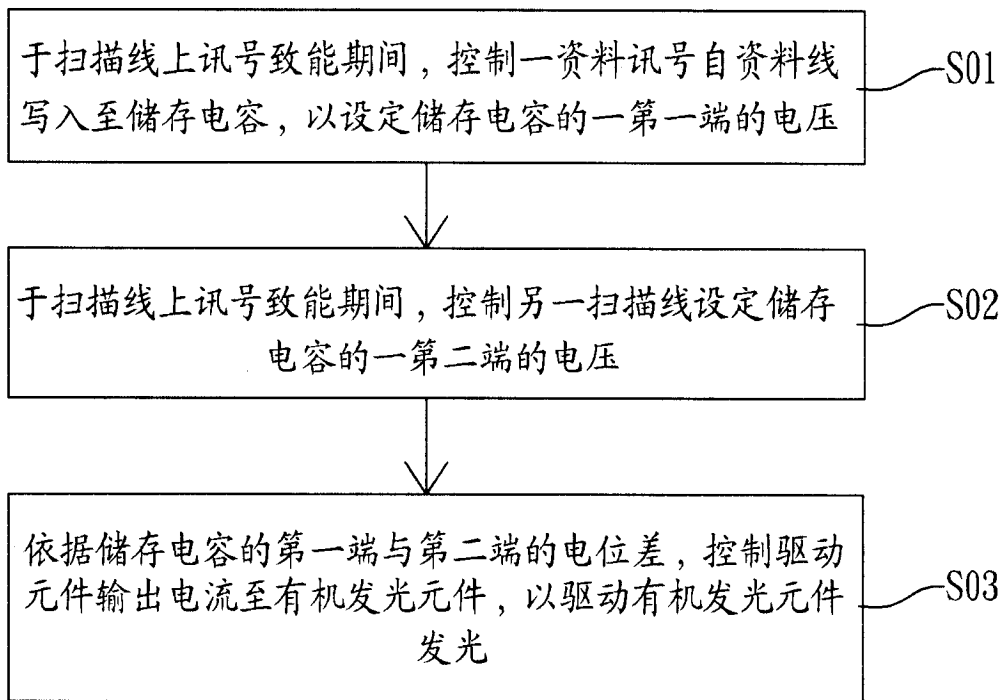 于扫描线上讯号致能期间，控制一资料讯号自资料线
写入至储存电容，以设定储存电容的一第一端的电压
S01
于扫描线上讯号致能期间，控制另一扫描线设定储存
电容的一第二端的电压
S02
依据储存电容的第一端与第二端的电位差，控制驱动
元件输出电流至有机发光元件，以驱动有机发光元件
发光
S03